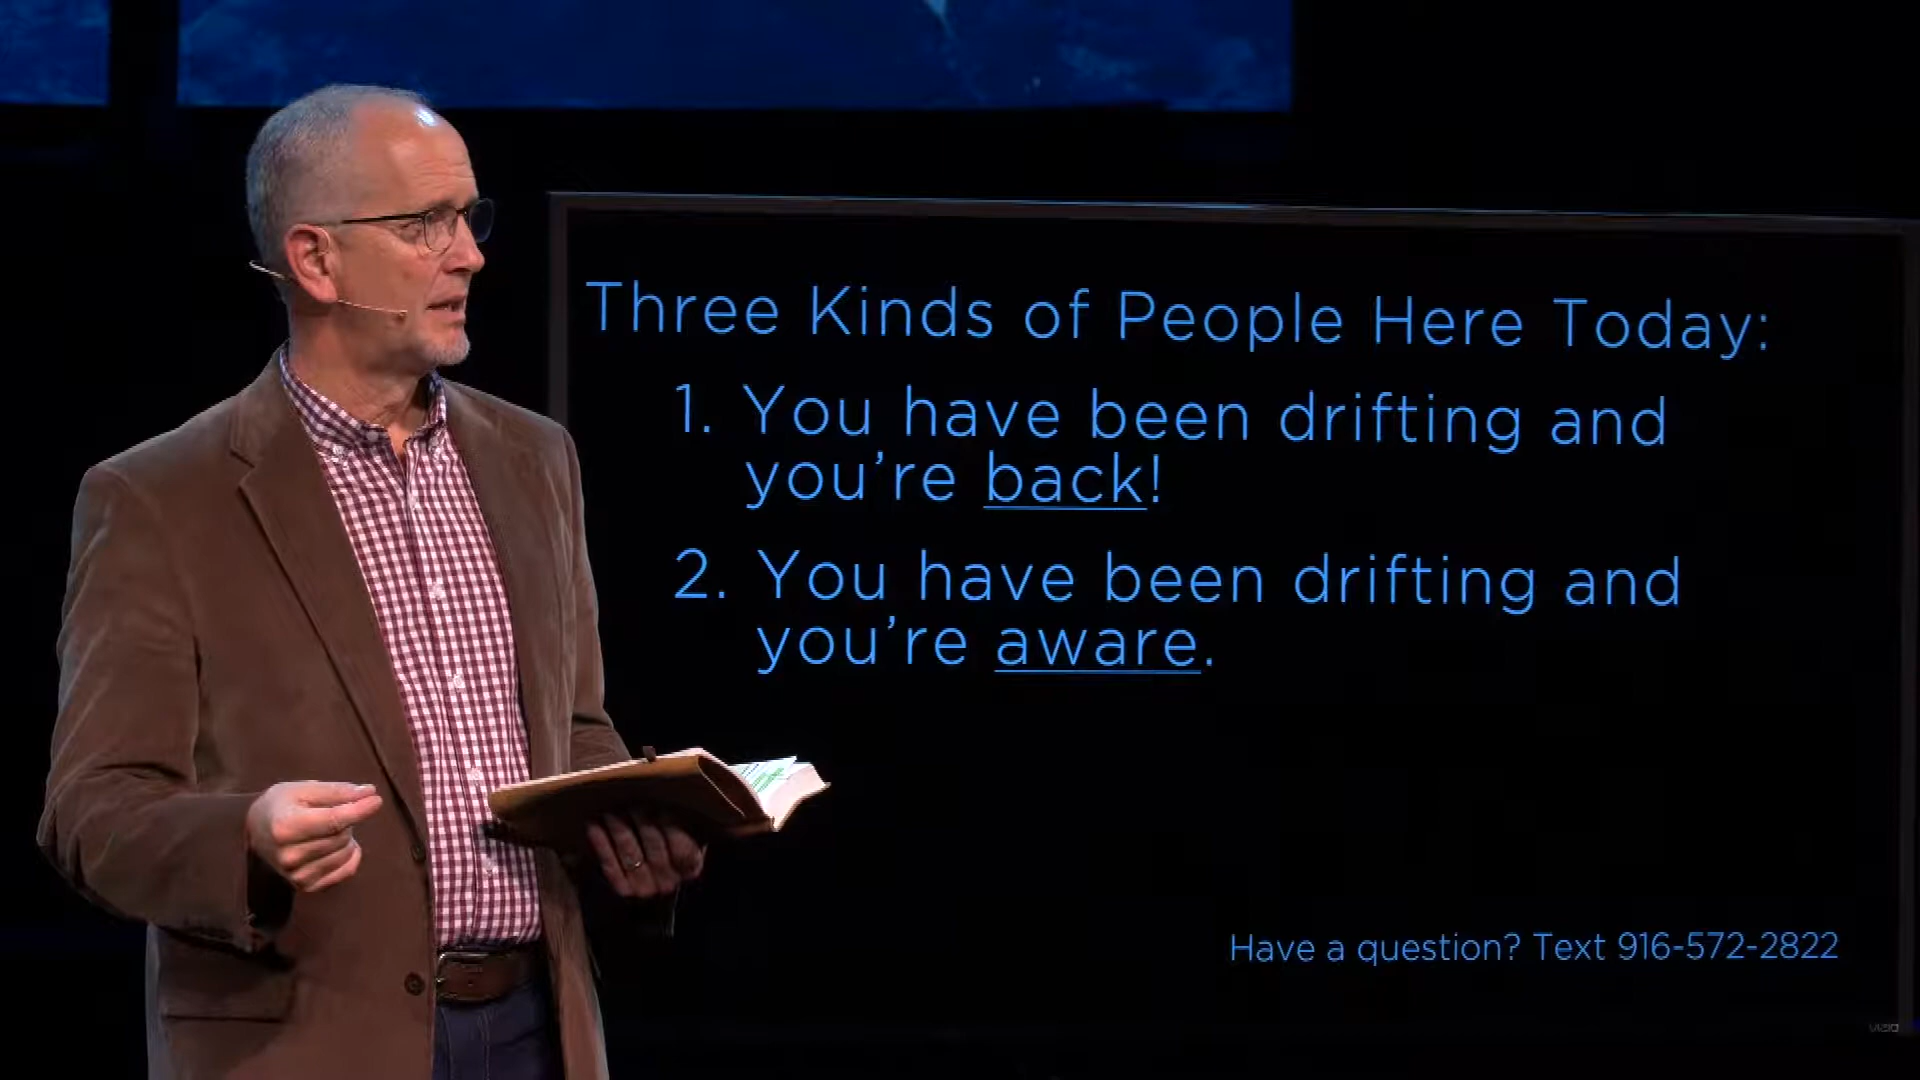 Three Kinds of People Here Today:
1. You have been drifting and
you're back!
2. You have been drifting and
you're aware.
Have a question? Text 916-572-2822